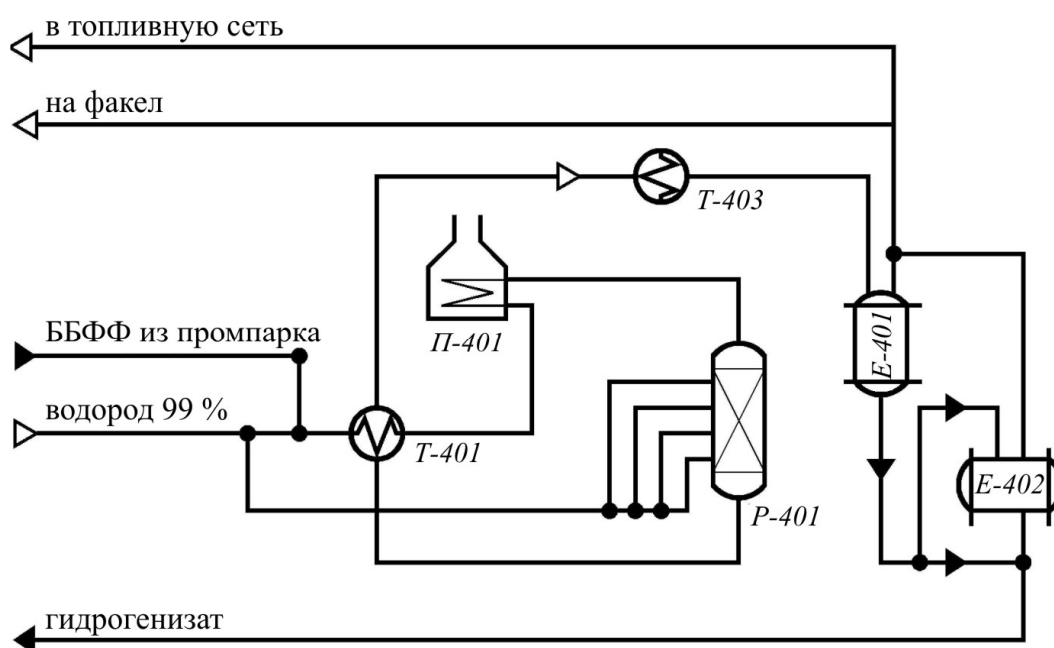 в топливную сеть
на факел
Т-403
П-401
Е-401
ББФФ из промпарка
водород 99 %
Т-401
Е-402
Р-401
гидрогенизат